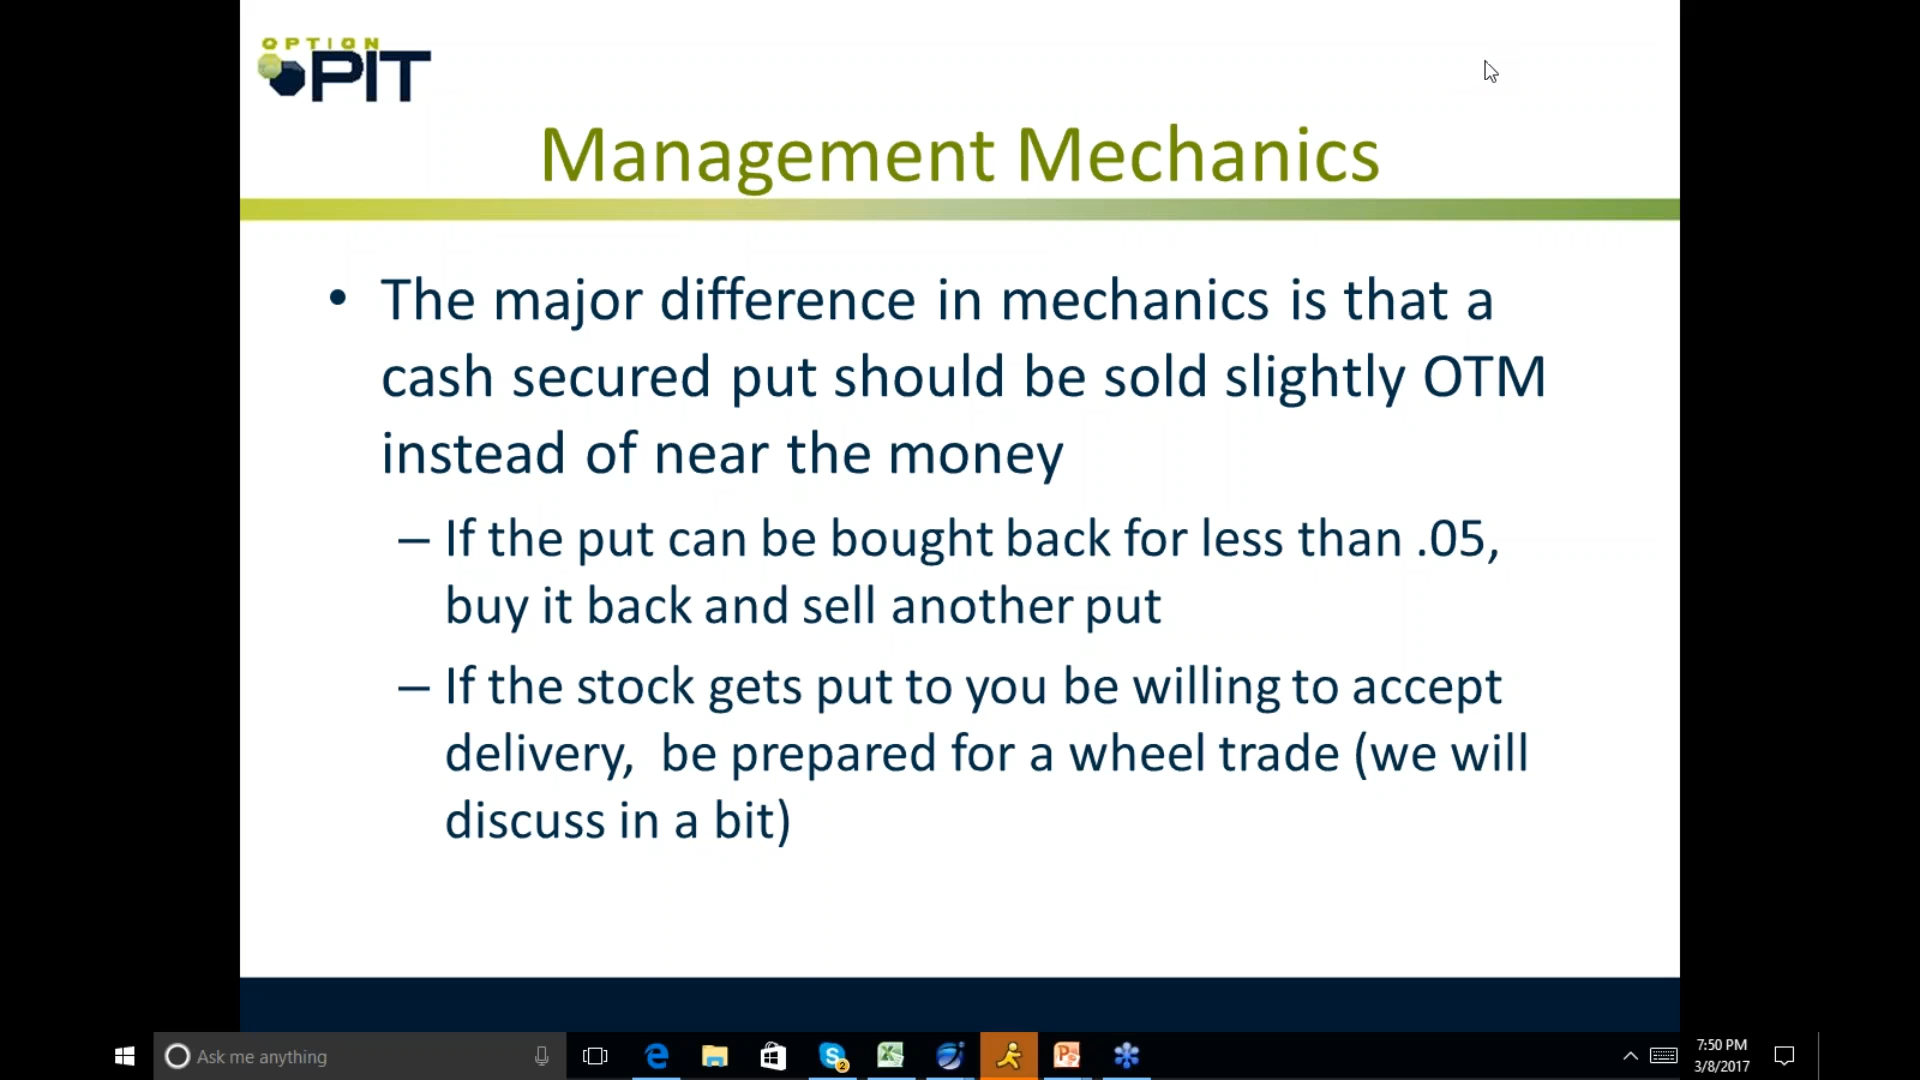 OPTION
PIT
Management Mechanics
• The major difference in mechanics is that a
cash secured put should be sold slightly OTM
instead of near the money
– If the put can be bought back for less than .05,
buy it back and sell another put
– If the stock gets put to you be willing to accept
delivery,  be prepared for a wheel trade (we will
discuss in a bit)
Ask me anything
2
7:50 PM
3/8/2017